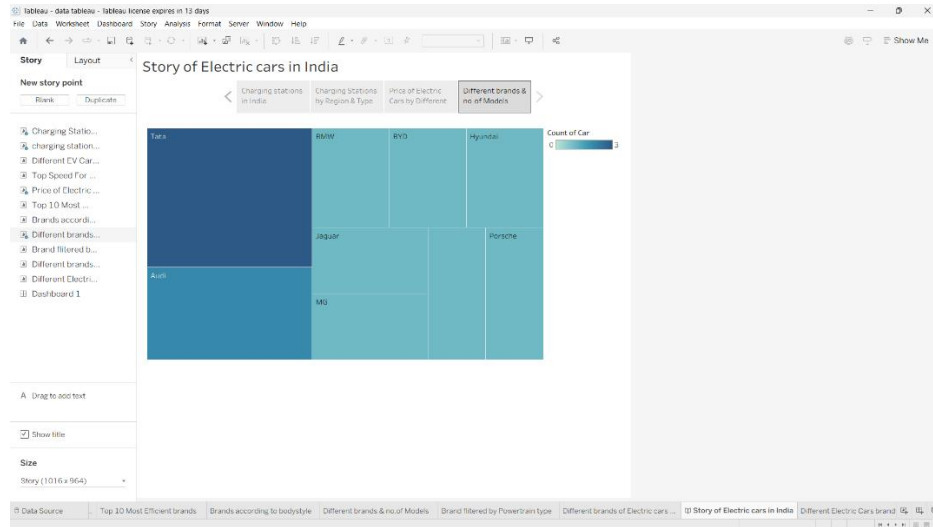 Tableau - data tableau - Tableau license expires in 13 days
File Data Worksheet Dashboard Story Analysis Format Server Window Help
Show Me
Story Layout
New story point
Blank Duplicate
Charging Statio...
charging station...
Different EV Car...
Top Speed For ...
Price of Electric ...
Top 10 Most ...
Brands accordi...
Different brands...
Brand flitered b...
Different brands...
Different Electri...
Dashboard 1
A Drag to add text
Show title
Size
Story (1016 x 964)
Story of Electric cars in India
Charging stations in India
Charging Stations by Region & Type
Price of Electric Cars by Different
Different brands & no.of Models
Tata
BMW
BYD
Hyundai
Jaguar
Porsche
Audi
MG
Count of Car
0 3
Data Source Top 10 Most Efficient brands Brands according to bodystyle Different brands & no.of Models Brand flitered by Powertrain type Different brands of Electric cars ... Story of Electric cars in India Different Electric Cars brand